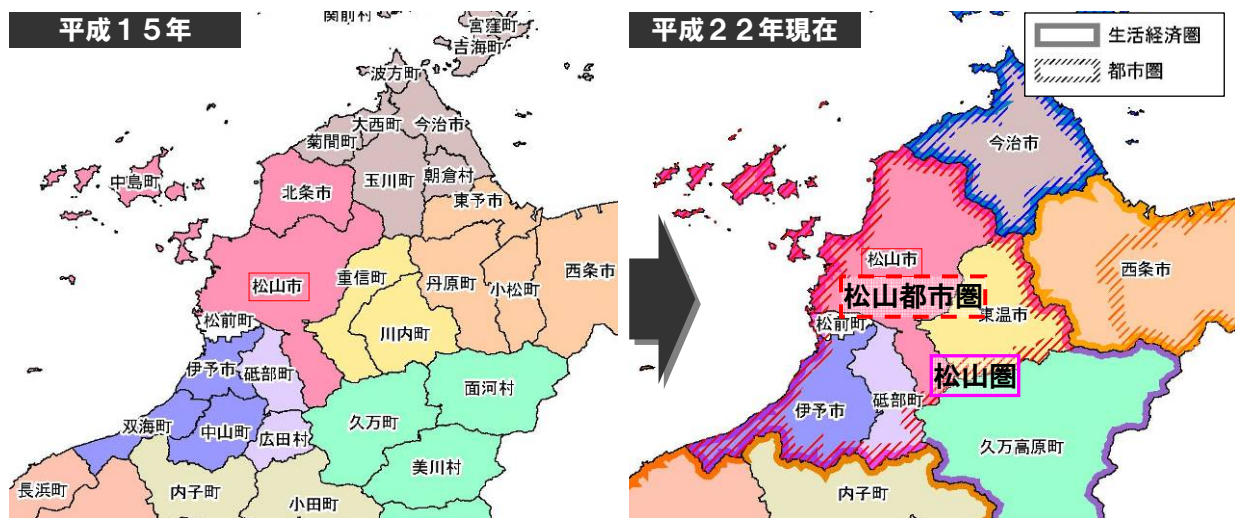 平成15年
関前村
宮窪町
吉海町
波方町
大西町
今治市
菊間町
中島町
北条市
玉川町
朝倉村
東予市
松山市
重信町
丹原町
小松町
西条市
松前町
川内町
伊予市
砥部町
面河村
双海町
中山町
広田村
久万町
美川村
長浜町
内子町
小田町
平成22年現在
生活経済圏
都市圏
今治市
松山市
西条市
松山都市圏
松前町
東温市
松山圏
伊予市
砥部町
久万高原町
内子町